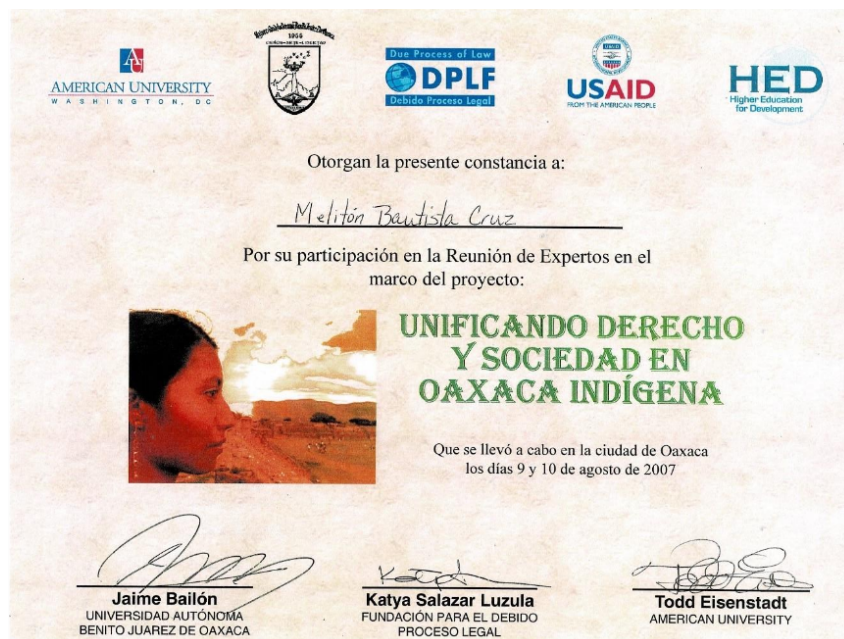 AU
AMERICAN UNIVERSITY
WASHINGTON, DC
1966
Due Process of Law
DPLF
Debido Proceso Legal
USAID
FROM THE AMERICAN PEOPLE
HED
Higher Education
for Development
Otorgan la presente constancia a:
Melitón Bautista Cruz
Por su participación en la Reunión de Expertos en el
marco del proyecto:
UNIFICANDO DERECHO
Y SOCIEDAD EN
OAXACA INDÍGENA
Que se llevó a cabo en la ciudad de Oaxaca
los días 9 y 10 de agosto de 2007
Jaime Bailón
UNIVERSIDAD AUTÓNOMA
BENITO JUAREZ DE OAXACA
Katya Salazar Luzula
FUNDACIÓN PARA EL DEBIDO
PROCESO LEGAL
Todd Eisenstadt
AMERICAN UNIVERSITY